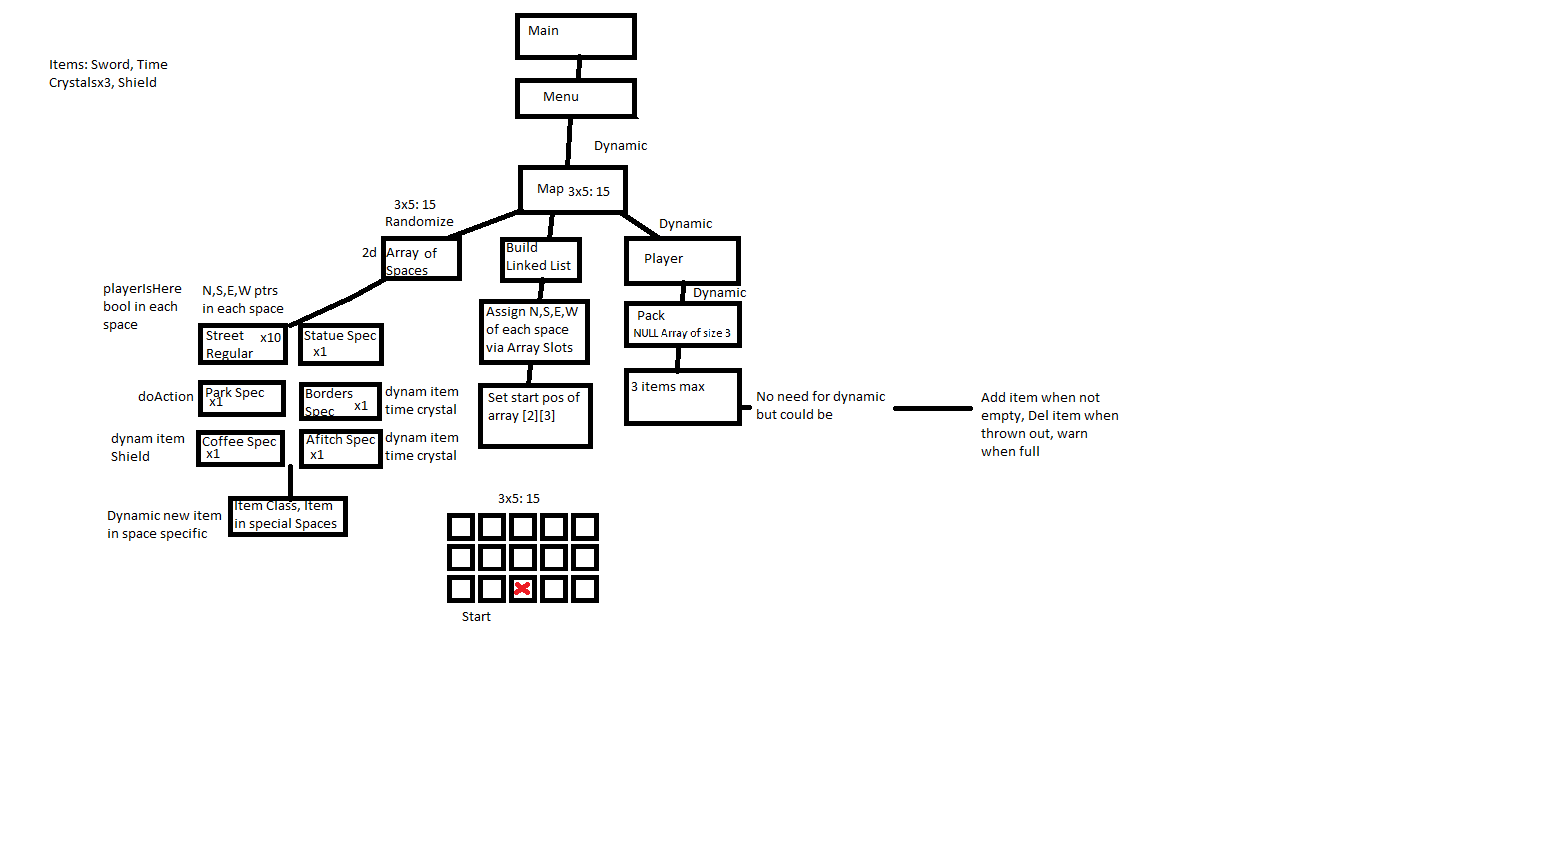 Main
Items: Sword, Time
Crystalsx3, Shield
Menu
Dynamic
Map 3x5: 15
3x5: 15
Randomize
Dynamic
2d
Array of
Spaces
Build
Linked List
Player
playerIsHere
bool in each
space
N,S,E,W ptrs
in each space
Dynamic
Street x10
Regular
Statue Spec
x1
Assign N,S,E,W
of each space
via Array Slots
Pack
NULL Array of size 3
doAction
Park Spec
x1
Borders
Spec x1
dynam item
time crystal
Set start pos of
array [2][3]
3 items max
No need for dynamic
but could be
Add item when not
empty, Del item when
thrown out, warn
when full
dynam item
Shield
Coffee Spec
x1
Afitch Spec
x1
dynam item
time crystal
Dynamic new item
in space specific
Item Class, Item
in special Spaces
3x5: 15
Start